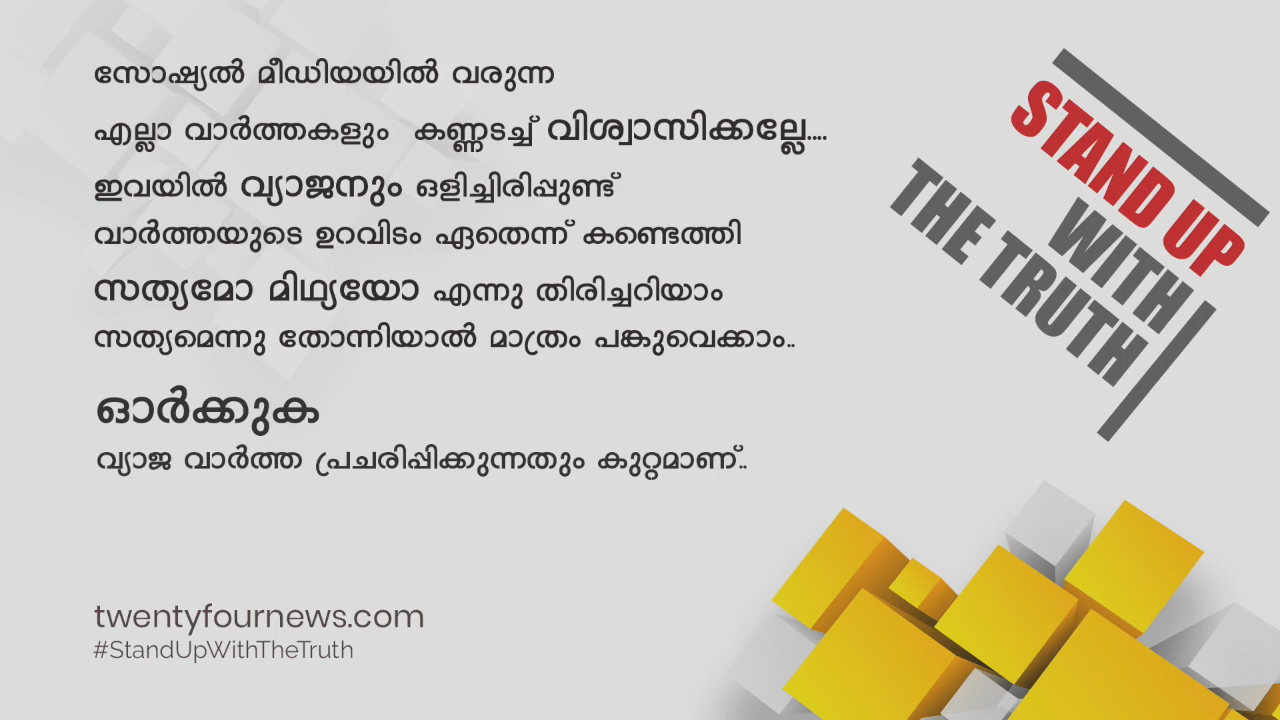 സോഷ്യൽ മീഡിയയിൽ വരുന്ന
എല്ലാ വാർത്തകളും കണ്ണടച്ച് വിശ്വാസിക്കല്ലേ....
ഇവയിൽ വ്യാജനും ഒളിച്ചിരിപ്പുണ്ട്
വാർത്തയുടെ ഉറവിടം ഏതെന്ന് കണ്ടെത്തി
സത്യമോ മിഥ്യയോ എന്നു തിരിച്ചറിയാം
സത്യമെന്നു തോന്നിയാൽ മാത്രം പങ്കുവെക്കാം..
ഓർക്കുക
വ്യാജ വാർത്ത പ്രചരിപ്പിക്കുന്നതും കുറ്റമാണ്..
STAND UP
WITH
THE TRUTH
twentyfournews.com
#StandUpWithTheTruth